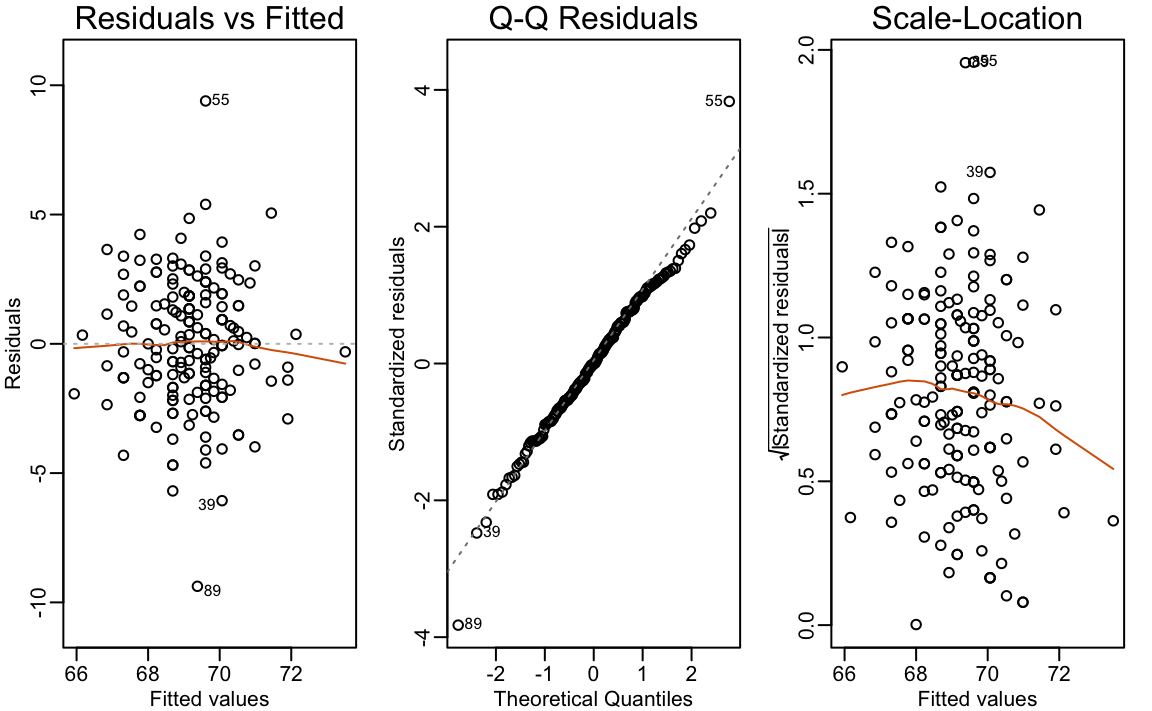 Residuals vs Fitted
10
5
0
-5
-10
Residuals
55
39
89
66 68 70 72
Fitted values
Q-Q Residuals
4
2
0
-2
-4
Standardized residuals
55
39
89
-2 -1 0 1 2
Theoretical Quantiles
Scale-Location
2.0
1.5
1.0
0.5
0.0
√|Standardized residuals|
55
39
66 68 70 72
Fitted values